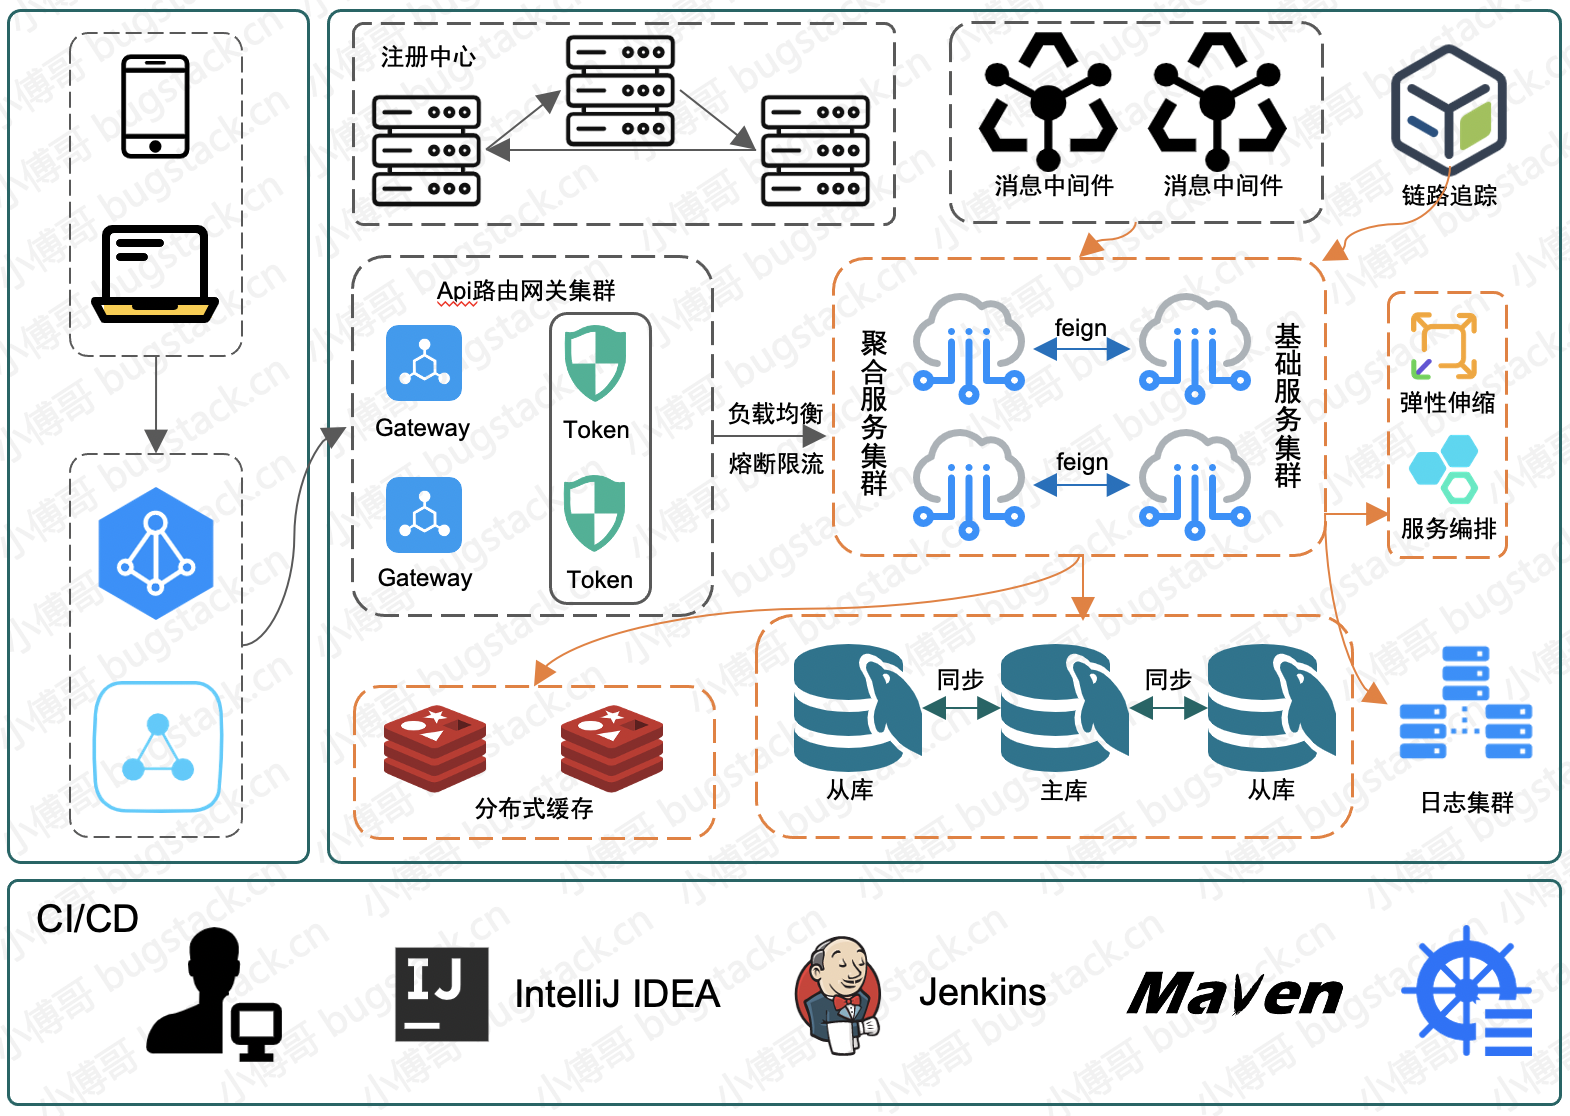 注册中心
消息中间件
消息中间件
链路追踪
Api路由网关集群
Gateway
Token
Gateway
Token
负载均衡
熔断限流
聚合服务集群
feign
feign
基础服务集群
弹性伸缩
服务编排
分布式缓存
同步
同步
从库
主库
从库
日志集群
CI/CD
IJ
IntelliJ IDEA
Jenkins
Maven
小傅哥 bugstack.cn